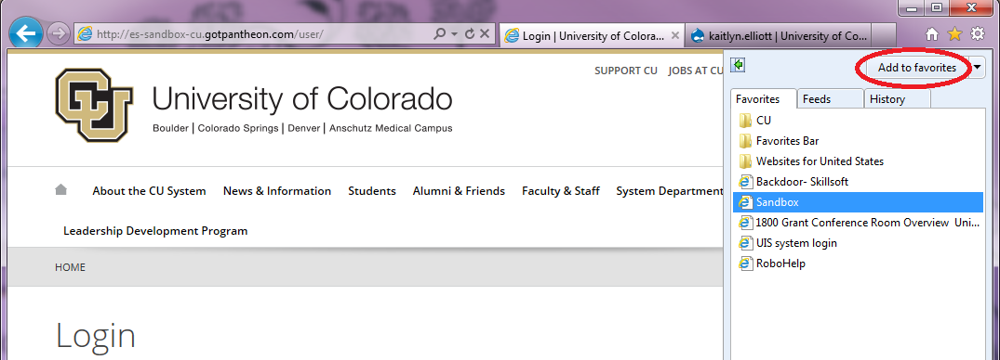 http://es-sandbox-cu.gotpantheon.com/user/
Login | University of Colora...
kaitlyn.elliott | University of Co...
SUPPORT CU JOBS AT CU
CU
University of Colorado
Boulder | Colorado Springs | Denver | Anschutz Medical Campus
About the CU System News & Information Students Alumni & Friends Faculty & Staff System Department
Leadership Development Program
HOME
Login
Add to favorites
Favorites Feeds History
CU
Favorites Bar
Websites for United States
Backdoor- Skillsoft
Sandbox
1800 Grant Conference Room Overview Uni...
UIS system login
RoboHelp